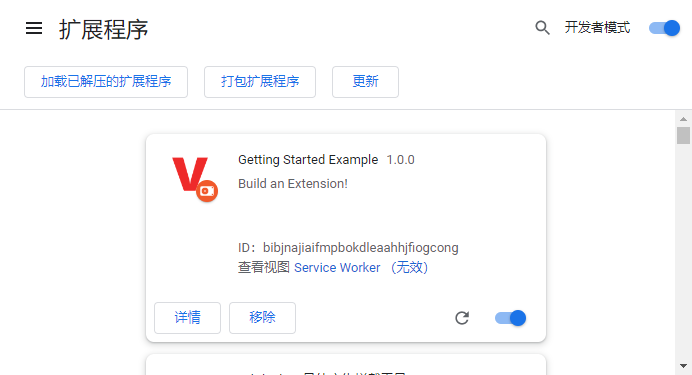 扩展程序
开发者模式
加载已解压的扩展程序
打包扩展程序
更新
Getting Started Example 1.0.0
Build an Extension!
ID：bibjnajiaifmpbokdleaahhjfiogcong
查看视图 Service Worker （无效）
详情
移除